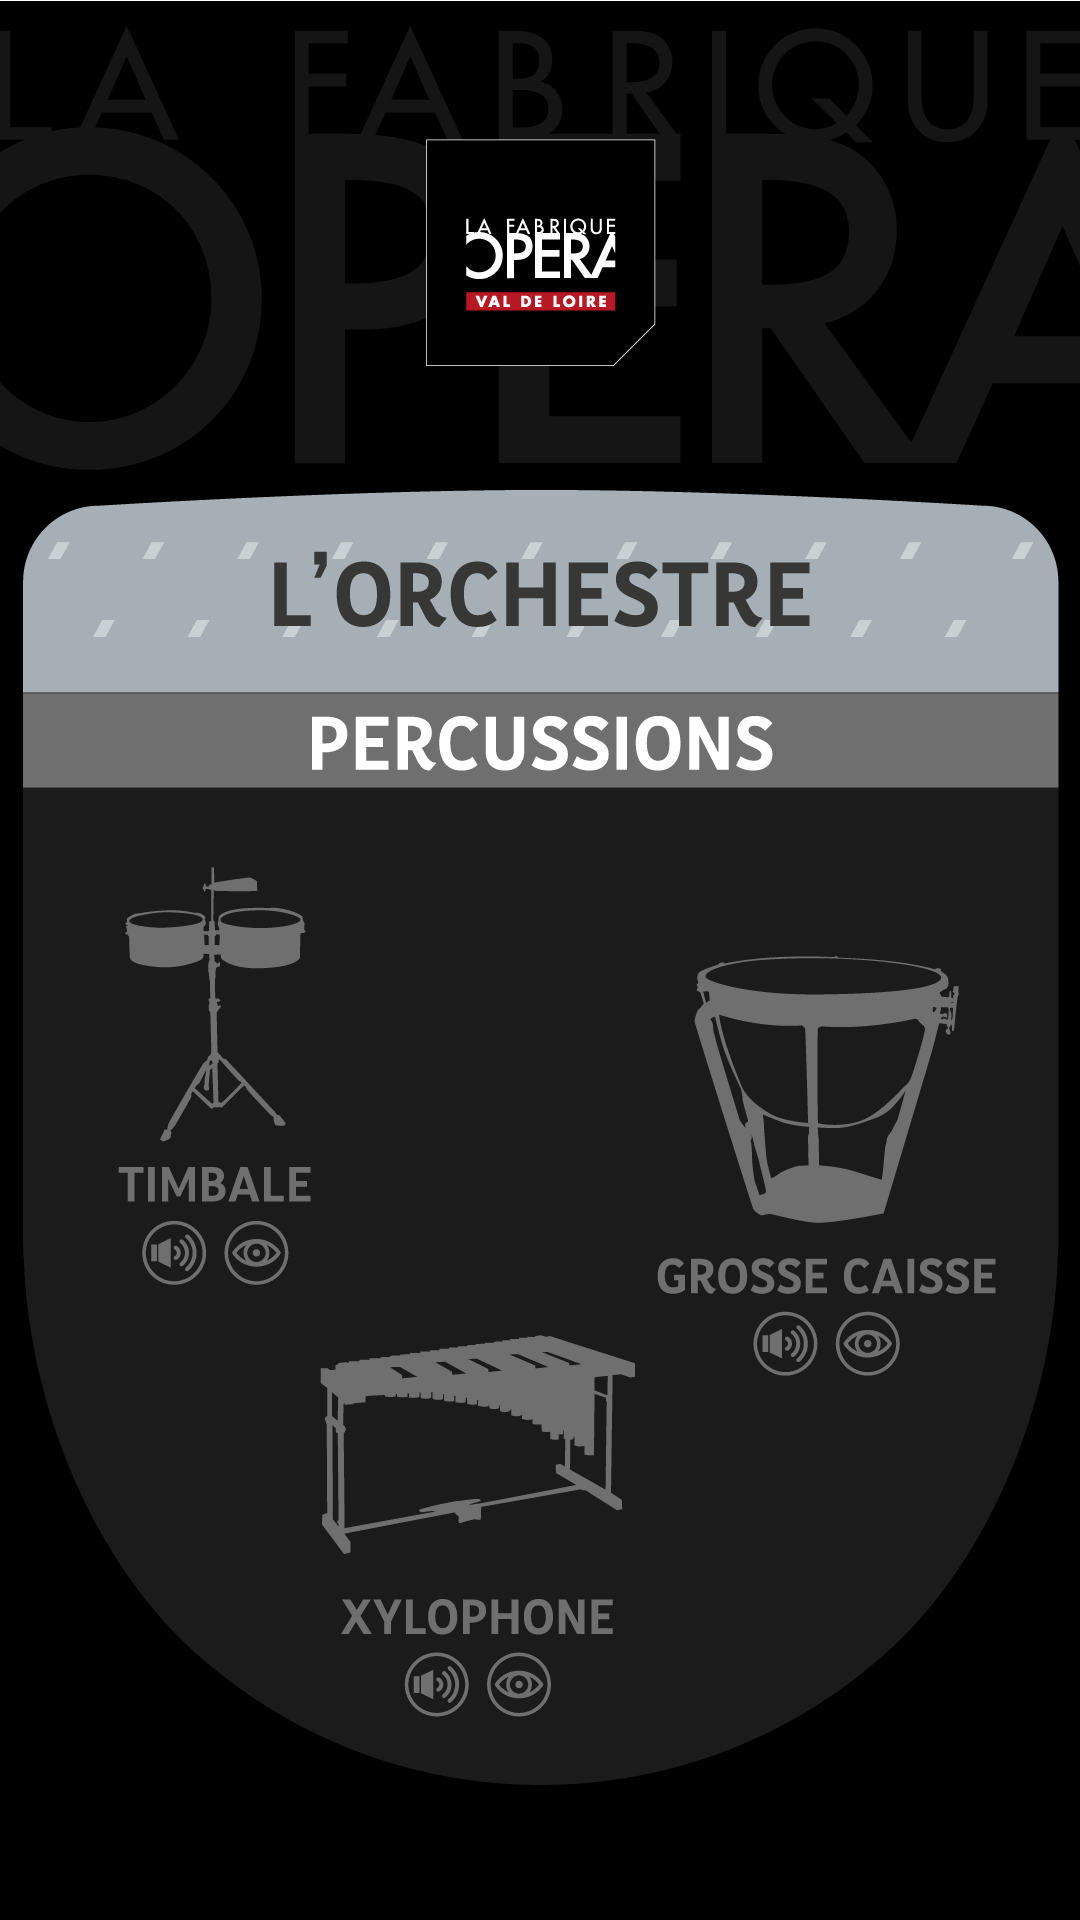 LA FABRIQUE
OPERA
LA FABRIQUE
OPERA
VAL DE LOIRE
L’ORCHESTRE
PERCUSSIONS
TIMBALE
GROSSE CAISSE
XYLOPHONE